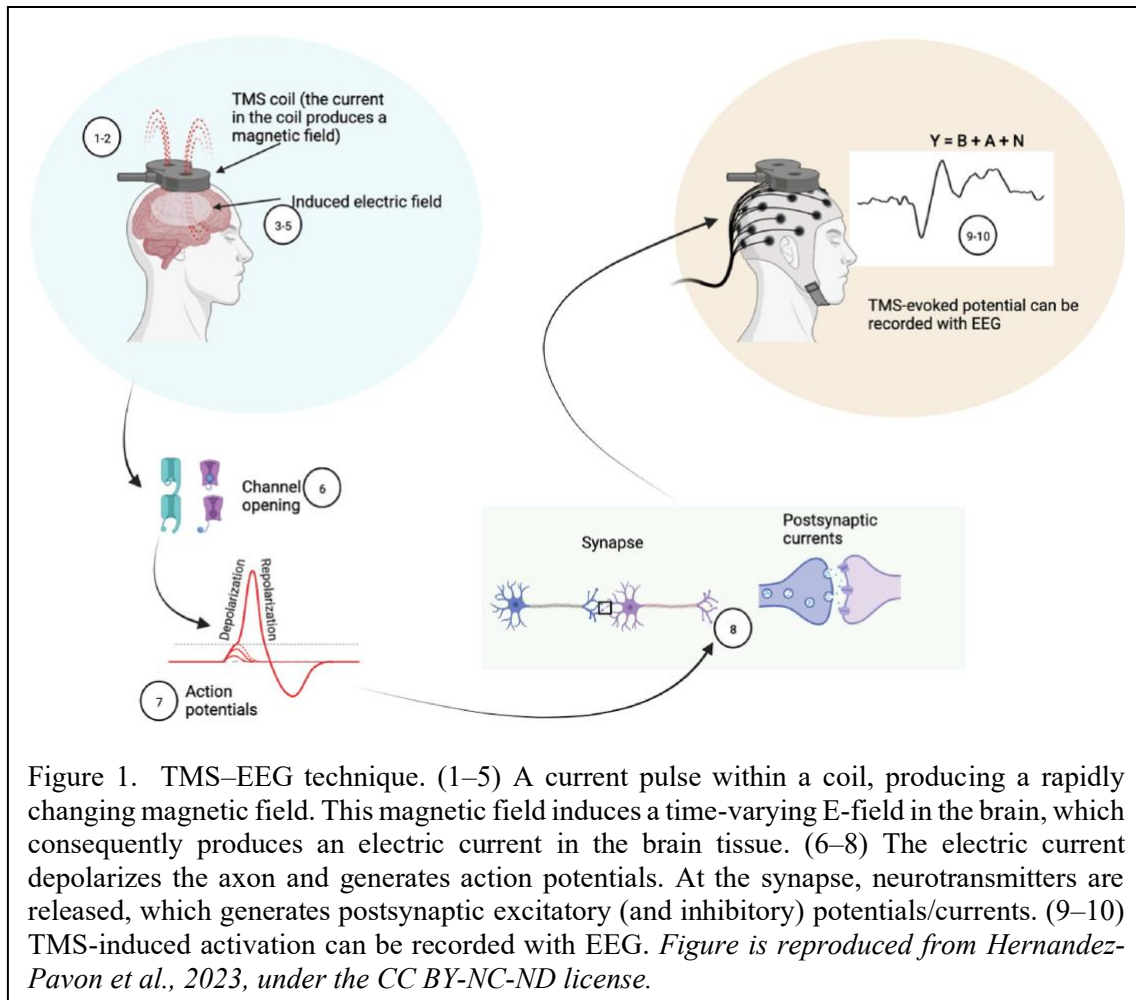 TMS coil (the current
in the coil produces a
magnetic field)
1-2
Induced electric field
3-5
Y = B + A + N
9-10
TMS-evoked potential can be
recorded with EEG
Channel
opening
6
Depolarization
Repolarization
7
Action
potentials
Synapse
Postsynaptic
currents
8
Figure 1. TMS–EEG technique. (1–5) A current pulse within a coil, producing a rapidly
changing magnetic field. This magnetic field induces a time-varying E-field in the brain, which
consequently produces an electric current in the brain tissue. (6–8) The electric current
depolarizes the axon and generates action potentials. At the synapse, neurotransmitters are
released, which generates postsynaptic excitatory (and inhibitory) potentials/currents. (9–10)
TMS-induced activation can be recorded with EEG. Figure is reproduced from Hernandez-
Pavon et al., 2023, under the CC BY-NC-ND license.